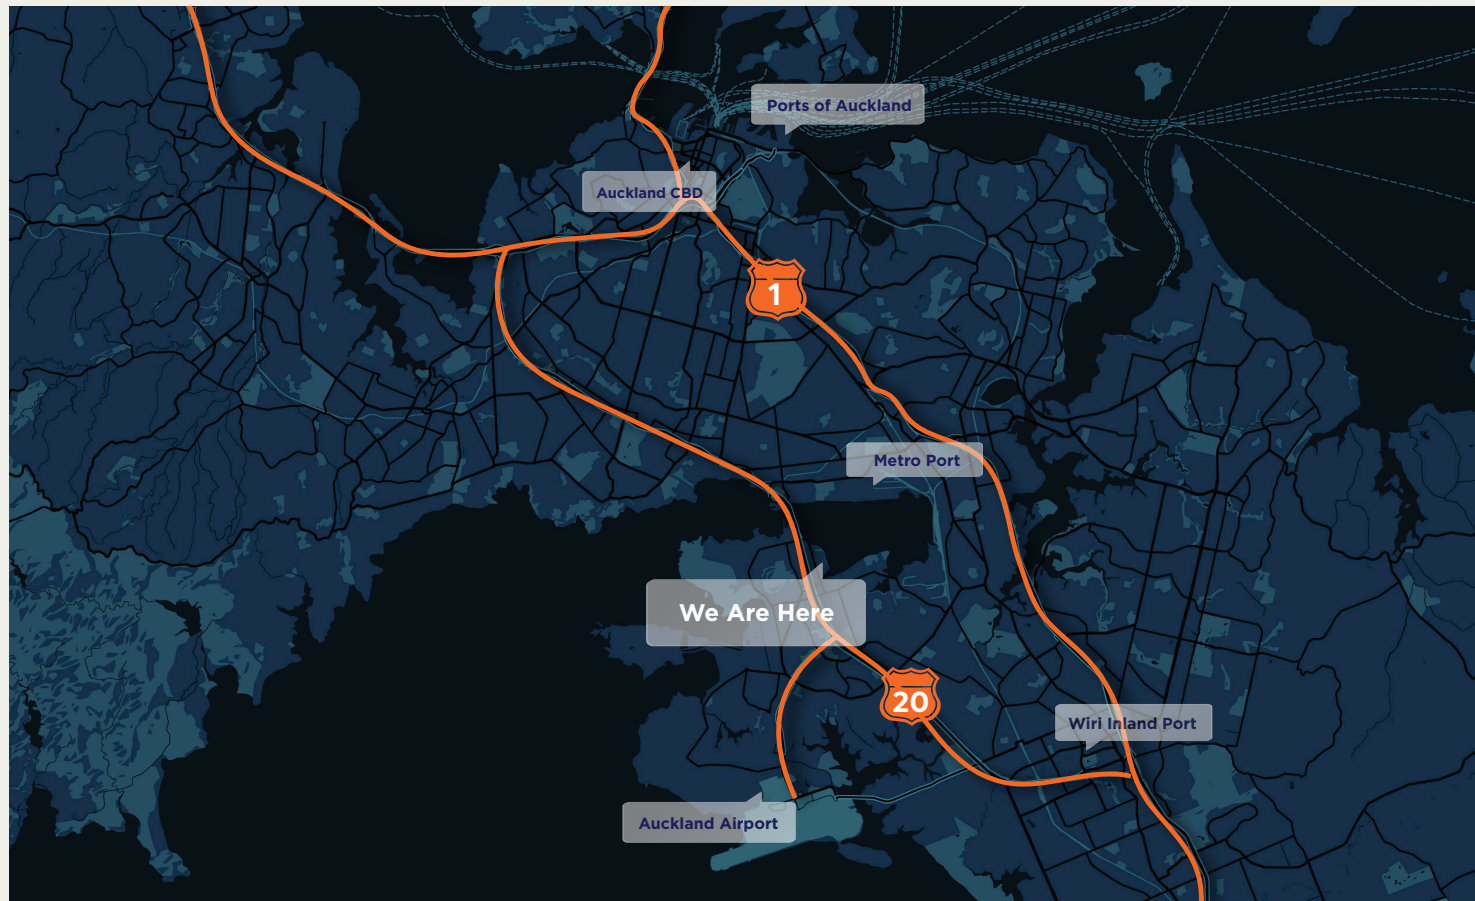 Ports of Auckland
Auckland CBD
1
Metro Port
We Are Here
20
Wiri Inland Port
Auckland Airport